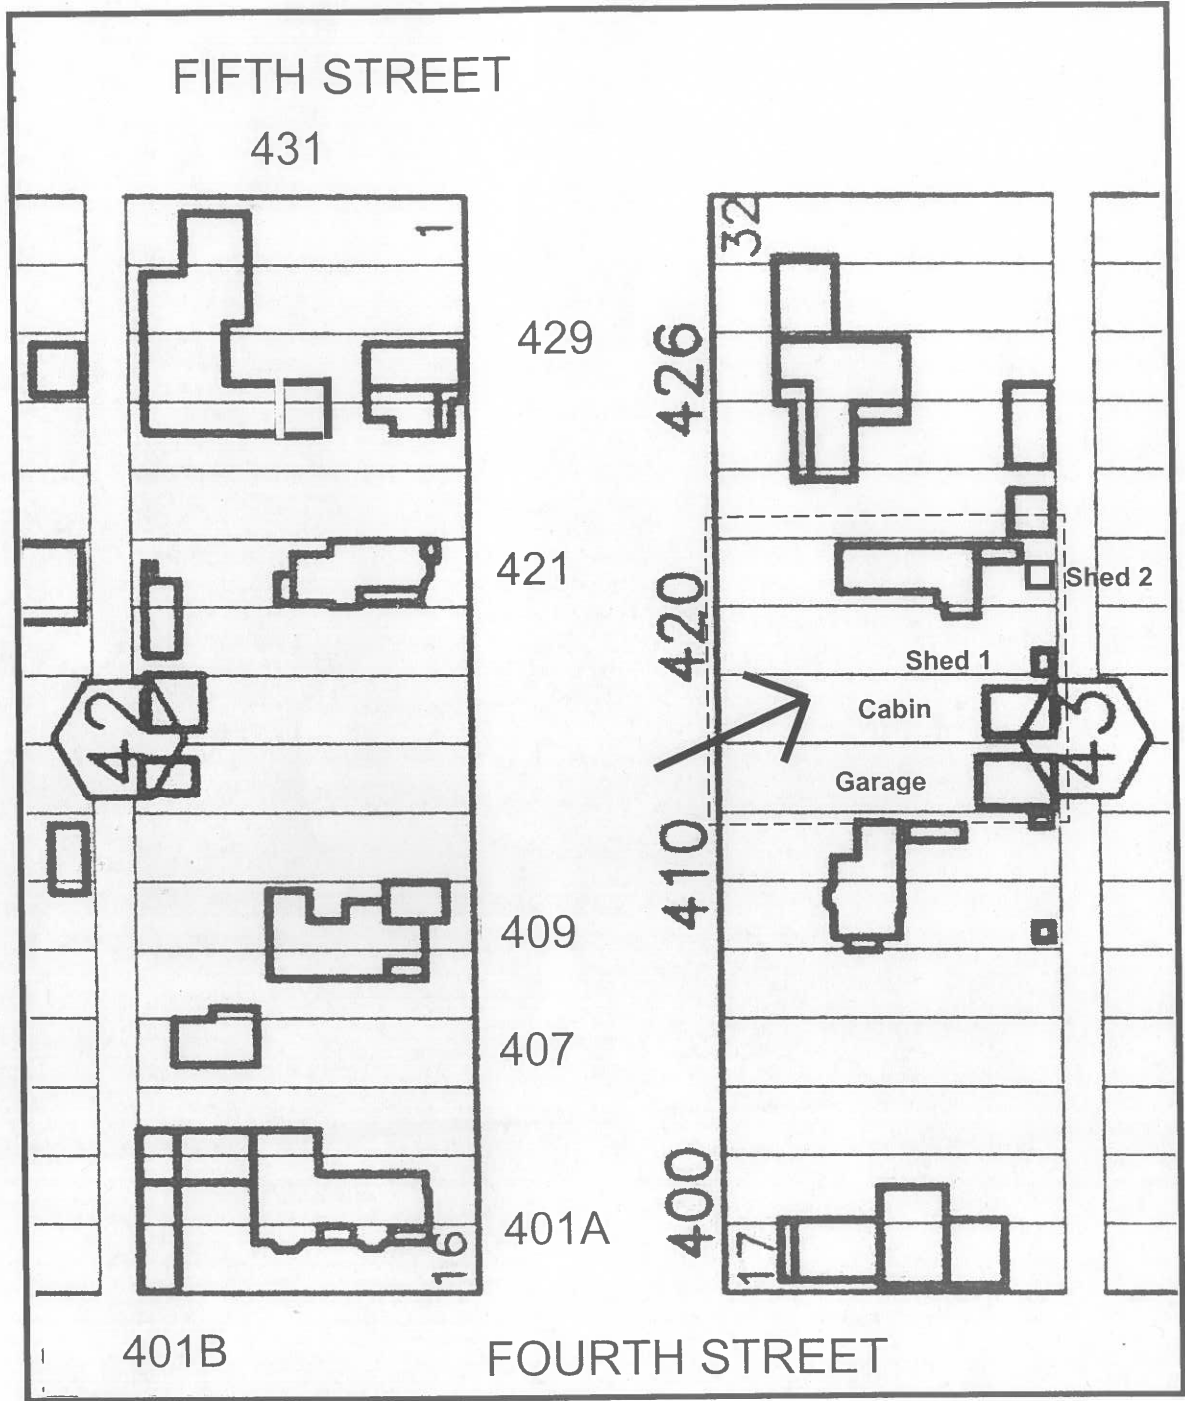 FIFTH STREET
431
1
32
429
426
421
420
Shed 2
Shed 1
Cabin
42
43
Garage
410
409
407
400
401A
16
17
401B
FOURTH STREET